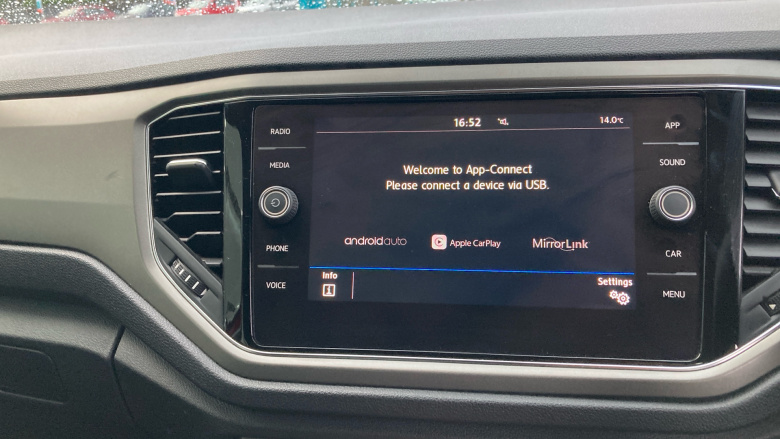 RADIO
MEDIA
PHONE
VOICE
16:52
14.0°C
Welcome to App-Connect
Please connect a device via USB.
androidauto
Apple CarPlay
MirrorLink
Info
i
Settings
APP
SOUND
CAR
MENU